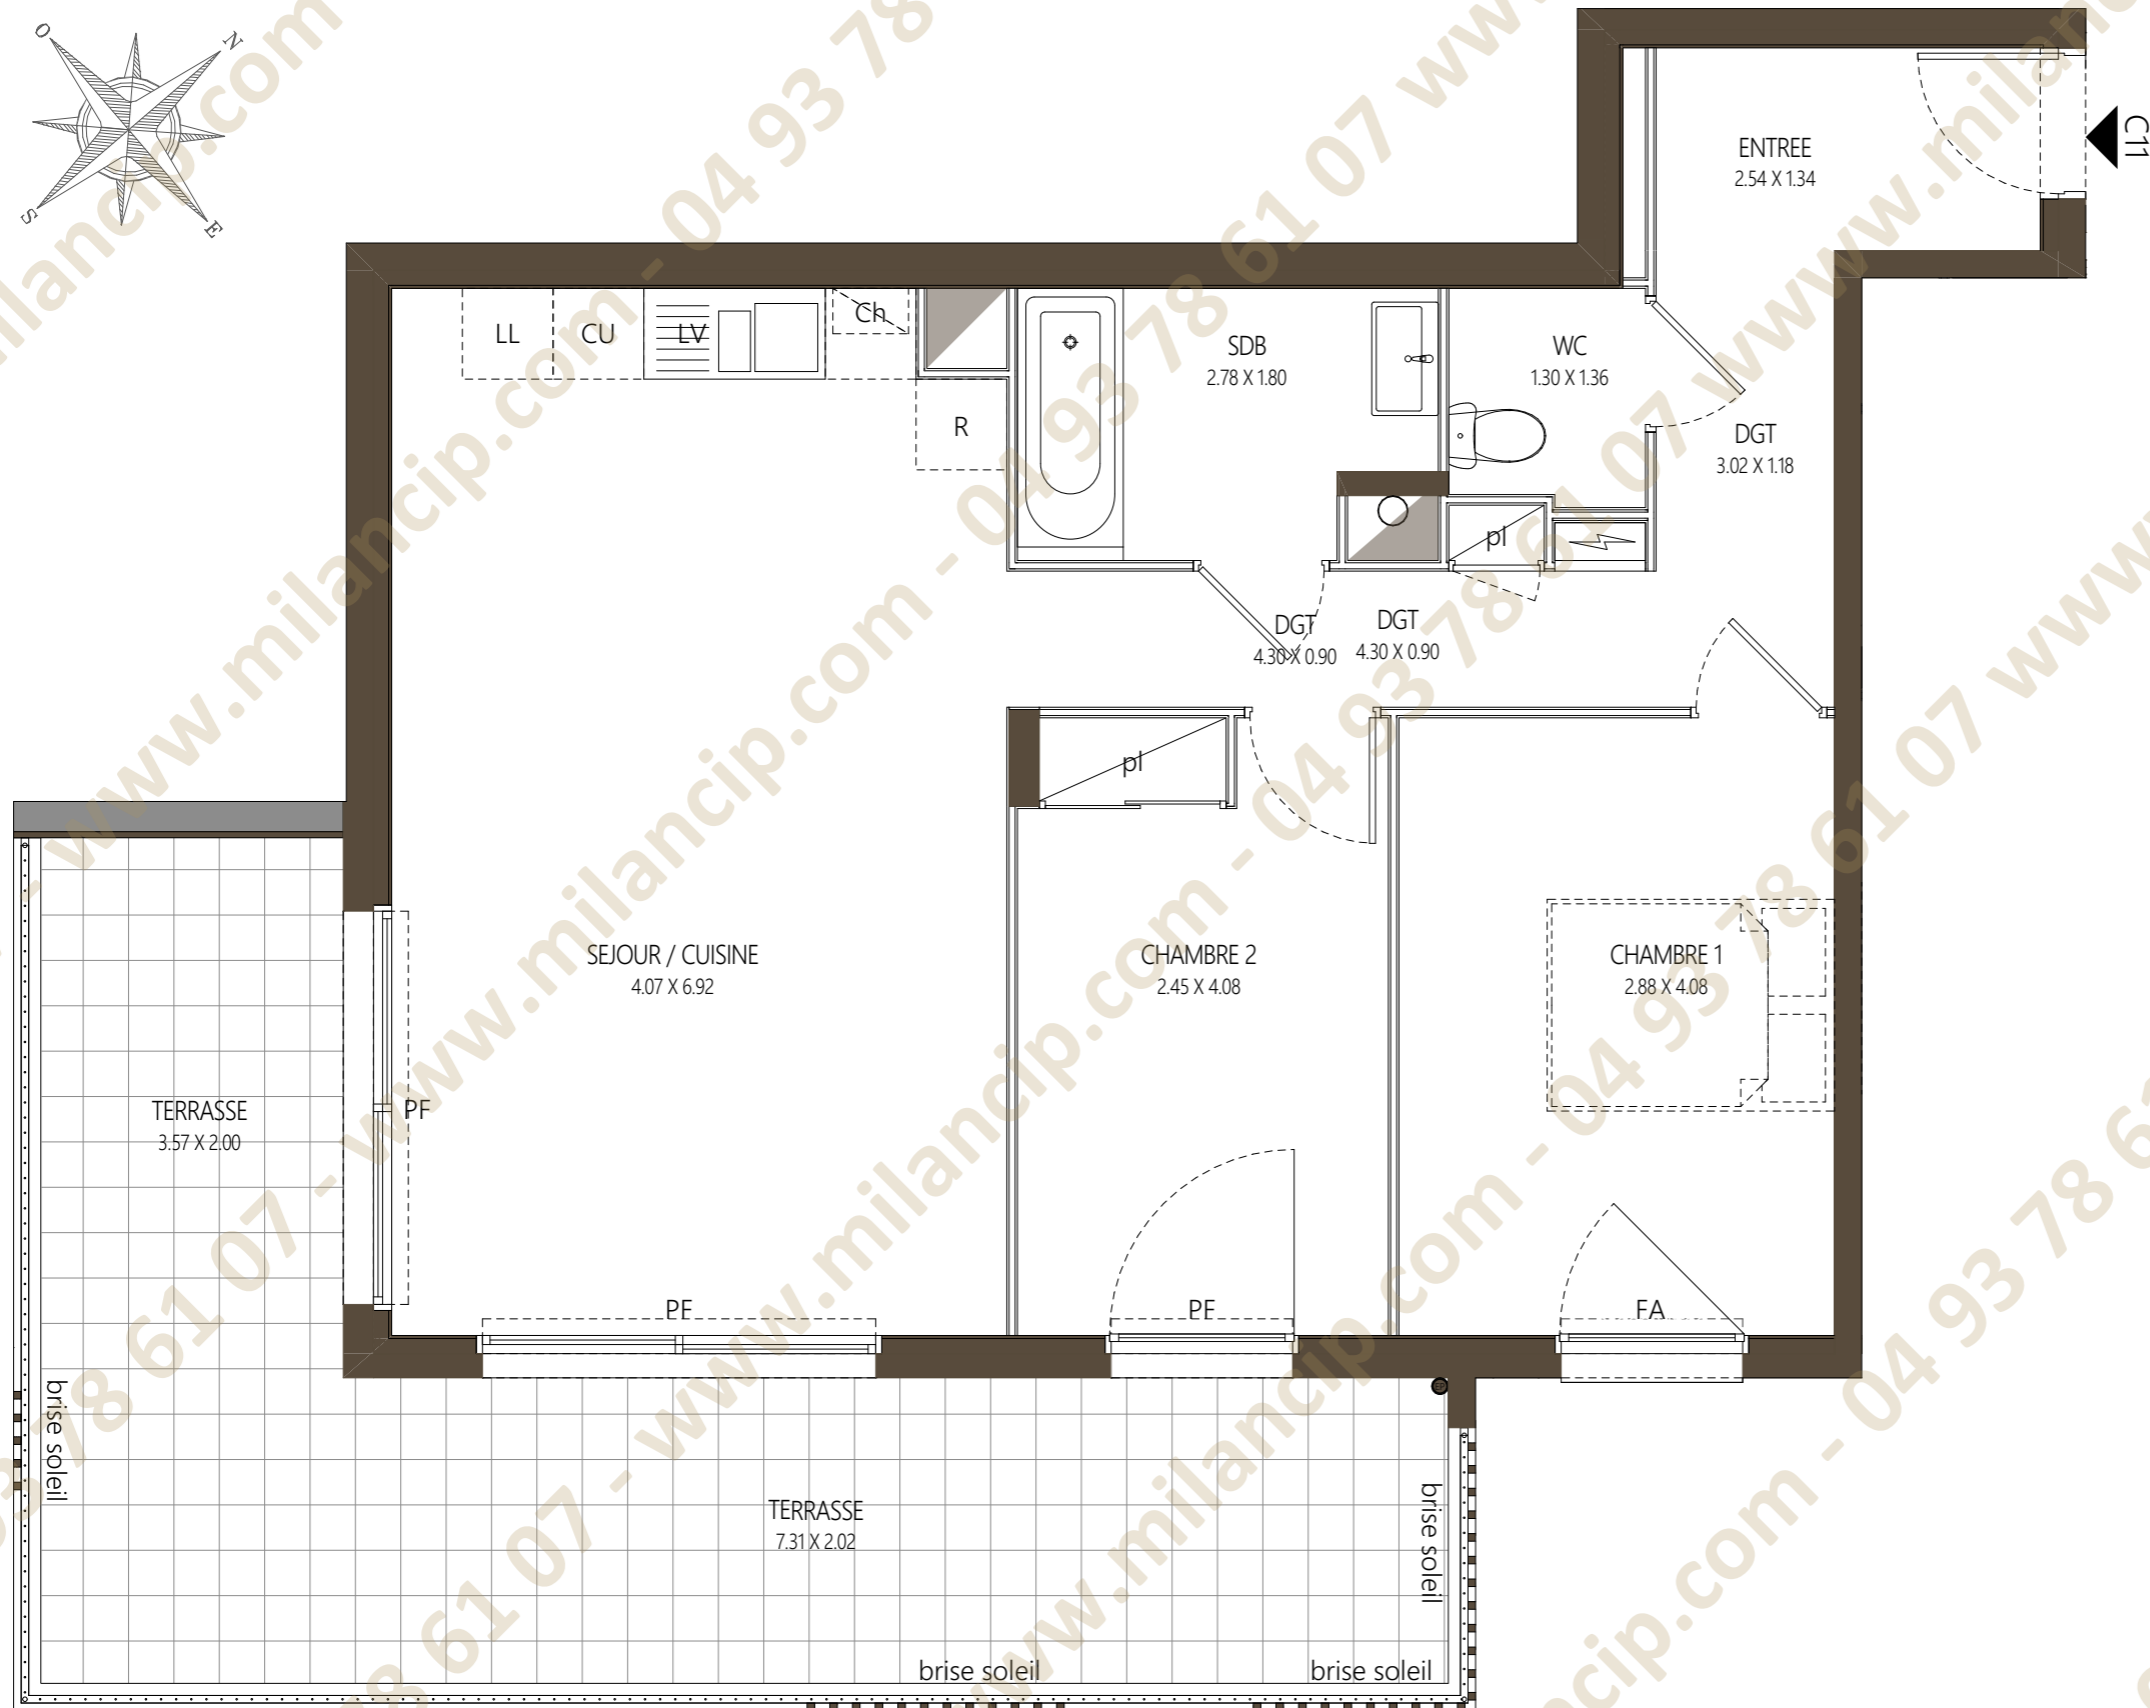 O
N
S
E
C11
ENTREE
2.54 X 1.34
LL
CU
LV
Ch
R
SDB
2.78 X 1.80
WC
1.30 X 1.36
DGT
3.02 X 1.18
pl
DGT
4.30 X 0.90
DGT
4.30 X 0.90
pl
SEJOUR / CUISINE
4.07 X 6.92
CHAMBRE 2
2.45 X 4.08
CHAMBRE 1
2.88 X 4.08
TERRASSE
3.57 X 2.00
PF
PF
PF
FA
brise soleil
TERRASSE
7.31 X 2.02
brise soleil
brise soleil
brise soleil
www.milancip.com - 04 93 78 61 07